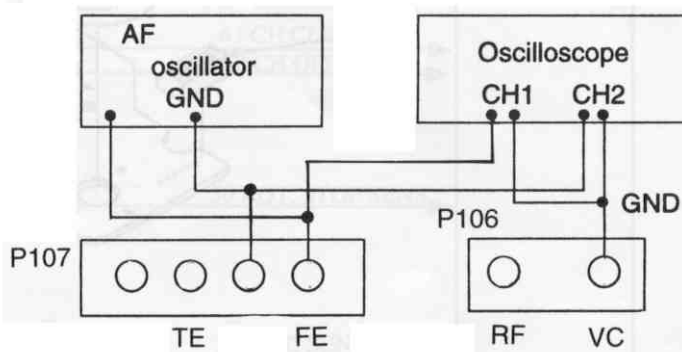 AF
oscillator
GND
Oscilloscope
CH1 CH2
GND
P106
P107
TE FE
RF VC